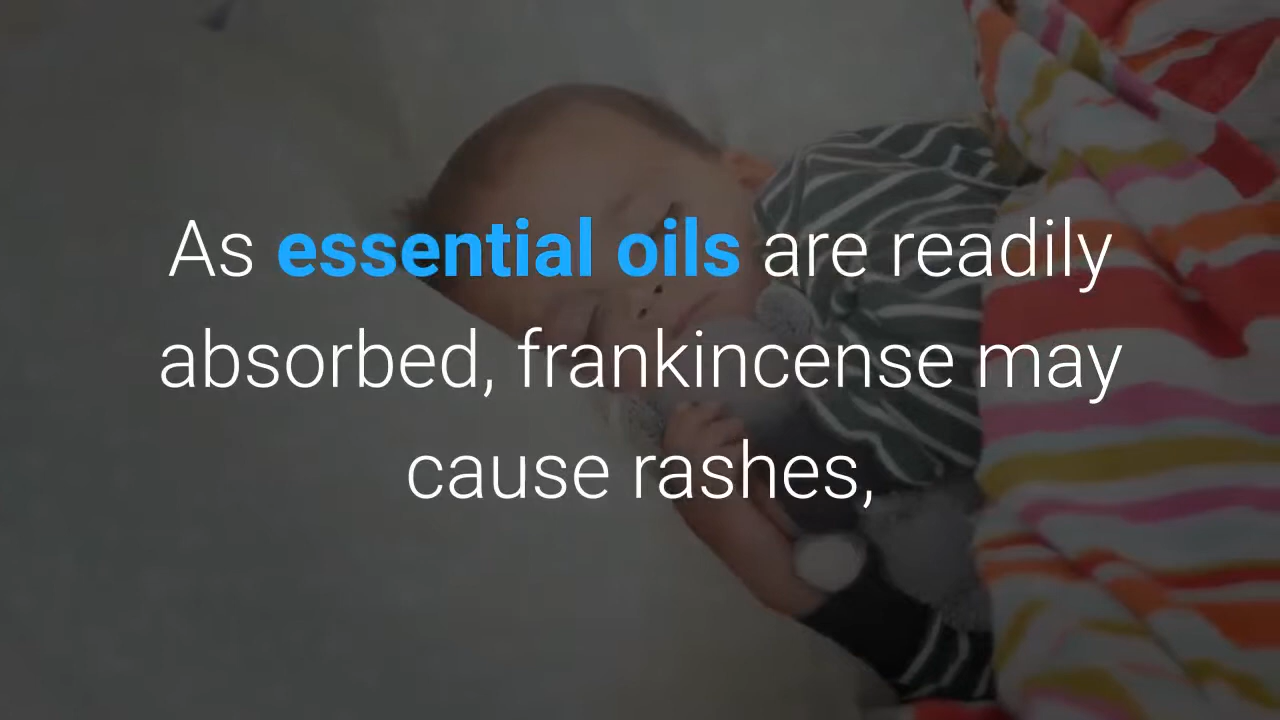 As essential oils are readily
absorbed, frankincense may
cause rashes,